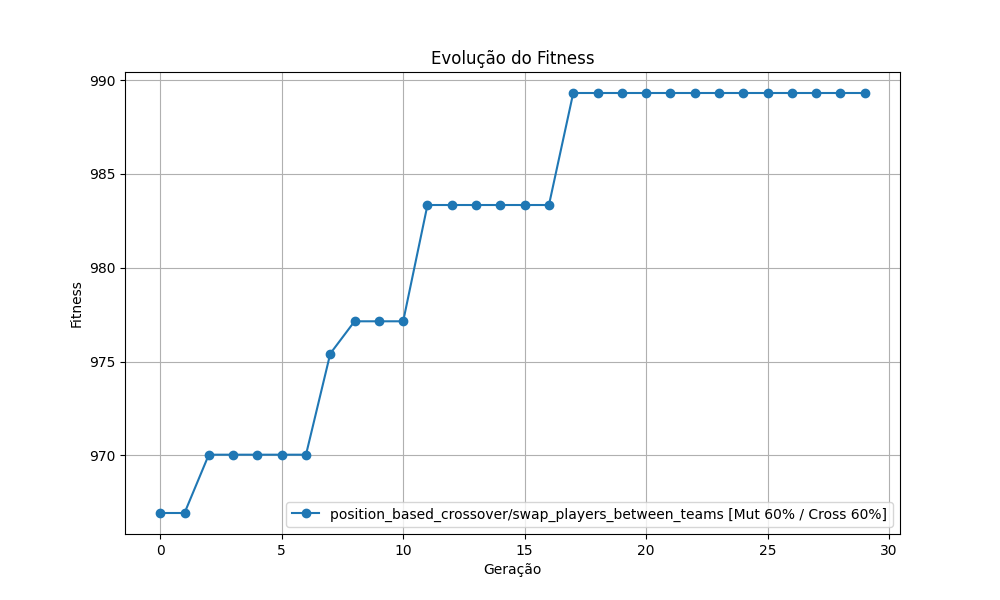 Evolução do Fitness
Fitness
990
985
980
975
970
position_based_crossover/swap_players_between_teams [Mut 60% / Cross 60%]
0 5 10 15 20 25 30
Geração